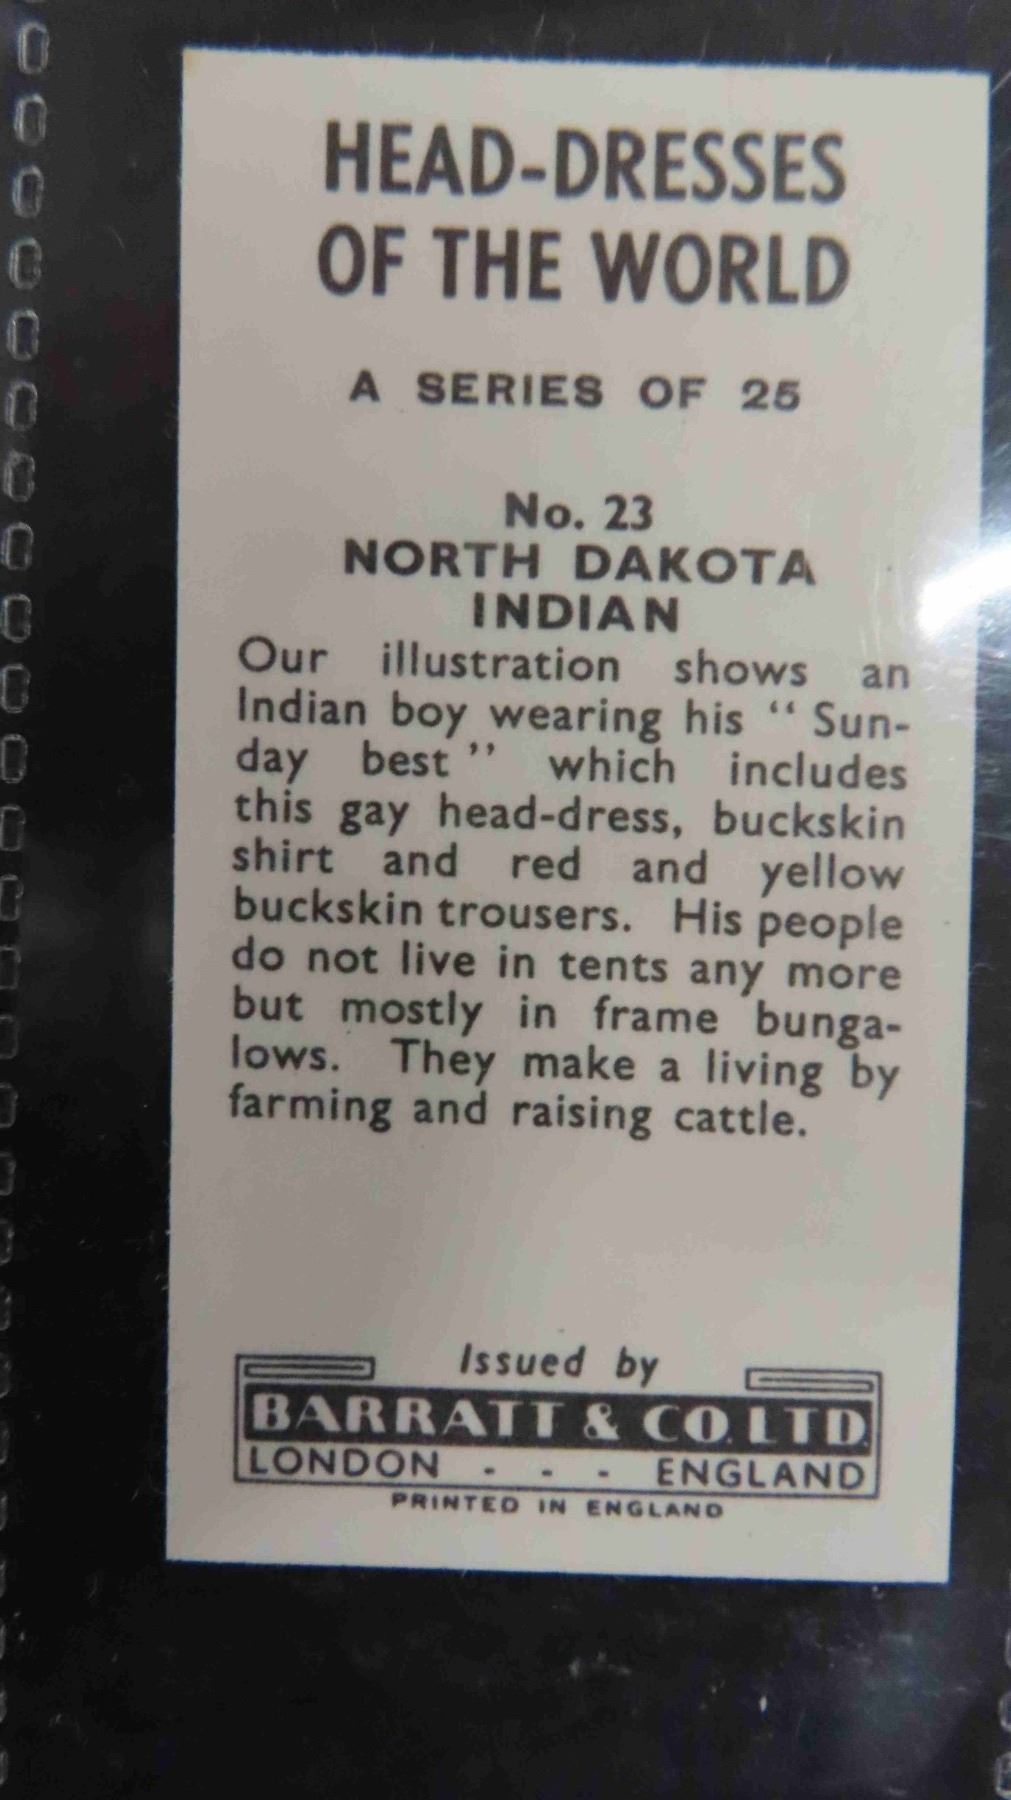 HEAD-DRESSES
OF THE WORLD
A SERIES OF 25
No. 23
NORTH DAKOTA
INDIAN
Our illustration shows an
Indian boy wearing his “ Sun-
day best ” which includes
this gay head-dress, buckskin
shirt and red and yellow
buckskin trousers. His people
do not live in tents any more
but mostly in frame bunga-
lows. They make a living by
farming and raising cattle.
Issued by
BARRATT & CO. LTD.
LONDON - - - ENGLAND
PRINTED IN ENGLAND